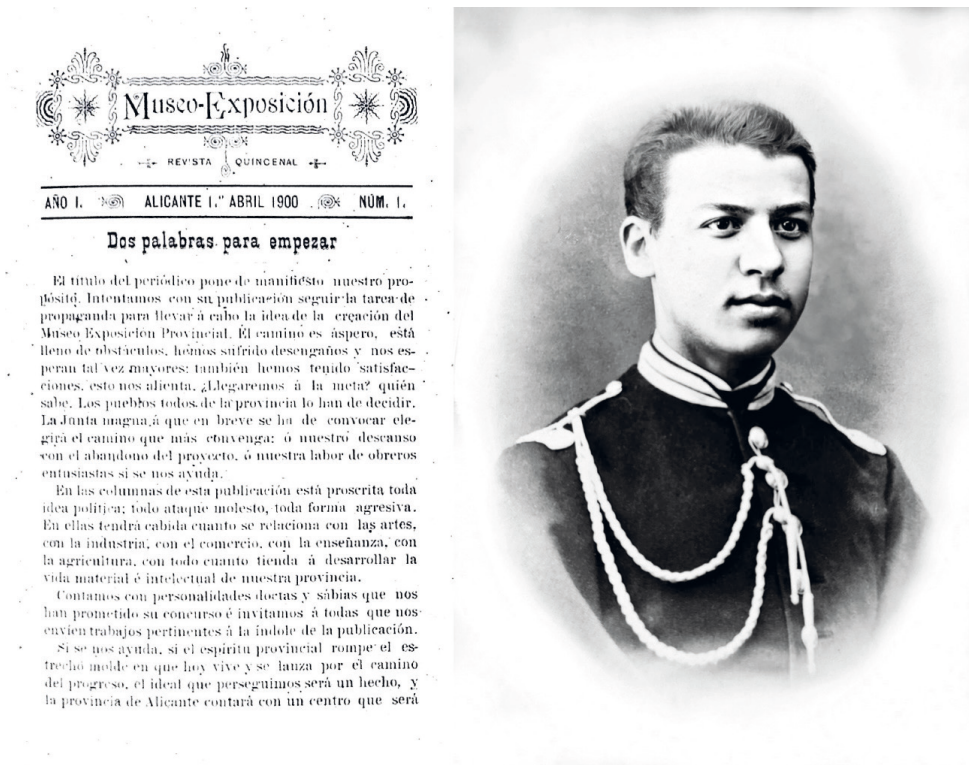 Museo-Exposición
REVISTA QUINCENAL
AÑO I. ALICANTE 1.º ABRIL 1900 NÚM. 1.
Dos palabras para empezar
El título del periódico pone de manifiesto nuestro pro-
pósito. Intentamos con su publicación seguir la tarea de
propaganda para llevar á cabo la idea de la creación del
Museo Exposición Provincial. El camino es áspero, está
lleno de obstáculos, hemos sufrido desengaños y nos es-
peran tal vez mayores; también hemos tenido satisfac-
ciones, esto nos alienta. ¿Llegaremos á la meta? quién
sabe. Los pueblos todos de la provincia lo han de decidir.
La Junta magna á que en breve se ha de convocar ele-
girá el camino que más convenga; ó nuestro descanso
con el abandono del proyecto, ó nuestra labor de obreros
entusiastas si se nos ayuda.
En las columnas de esta publicación está proscrita toda
idea política; todo ataque molesto, toda forma agresiva.
En ellas tendrá cabida cuanto se relaciona con las artes,
con la industria, con el comercio, con la enseñanza, con
la agricultura, con todo cuanto tienda á desarrollar la
vida material é intelectual de nuestra provincia.
Contamos con personalidades doctas y sábias que nos
han prometido su concurso é invitamos á todas que nos
envíen trabajos pertinentes á la índole de la publicación.
Si se nos ayuda, si el espíritu provincial rompe el es-
trecho molde en que hoy vive y se lanza por el camino
del progreso, el ideal que perseguimos será un hecho, y
la provincia de Alicante contará con un centro que será